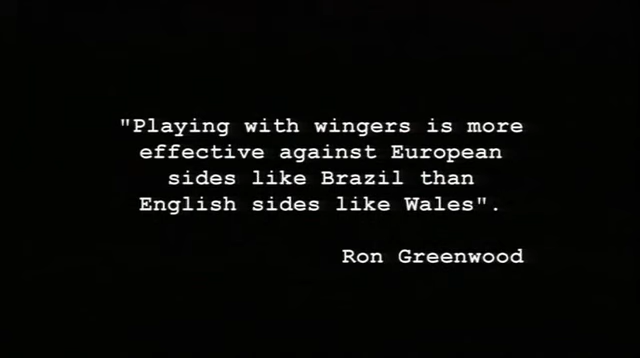 "Playing with wingers is more
effective against European
sides like Brazil than
English sides like Wales".
Ron Greenwood